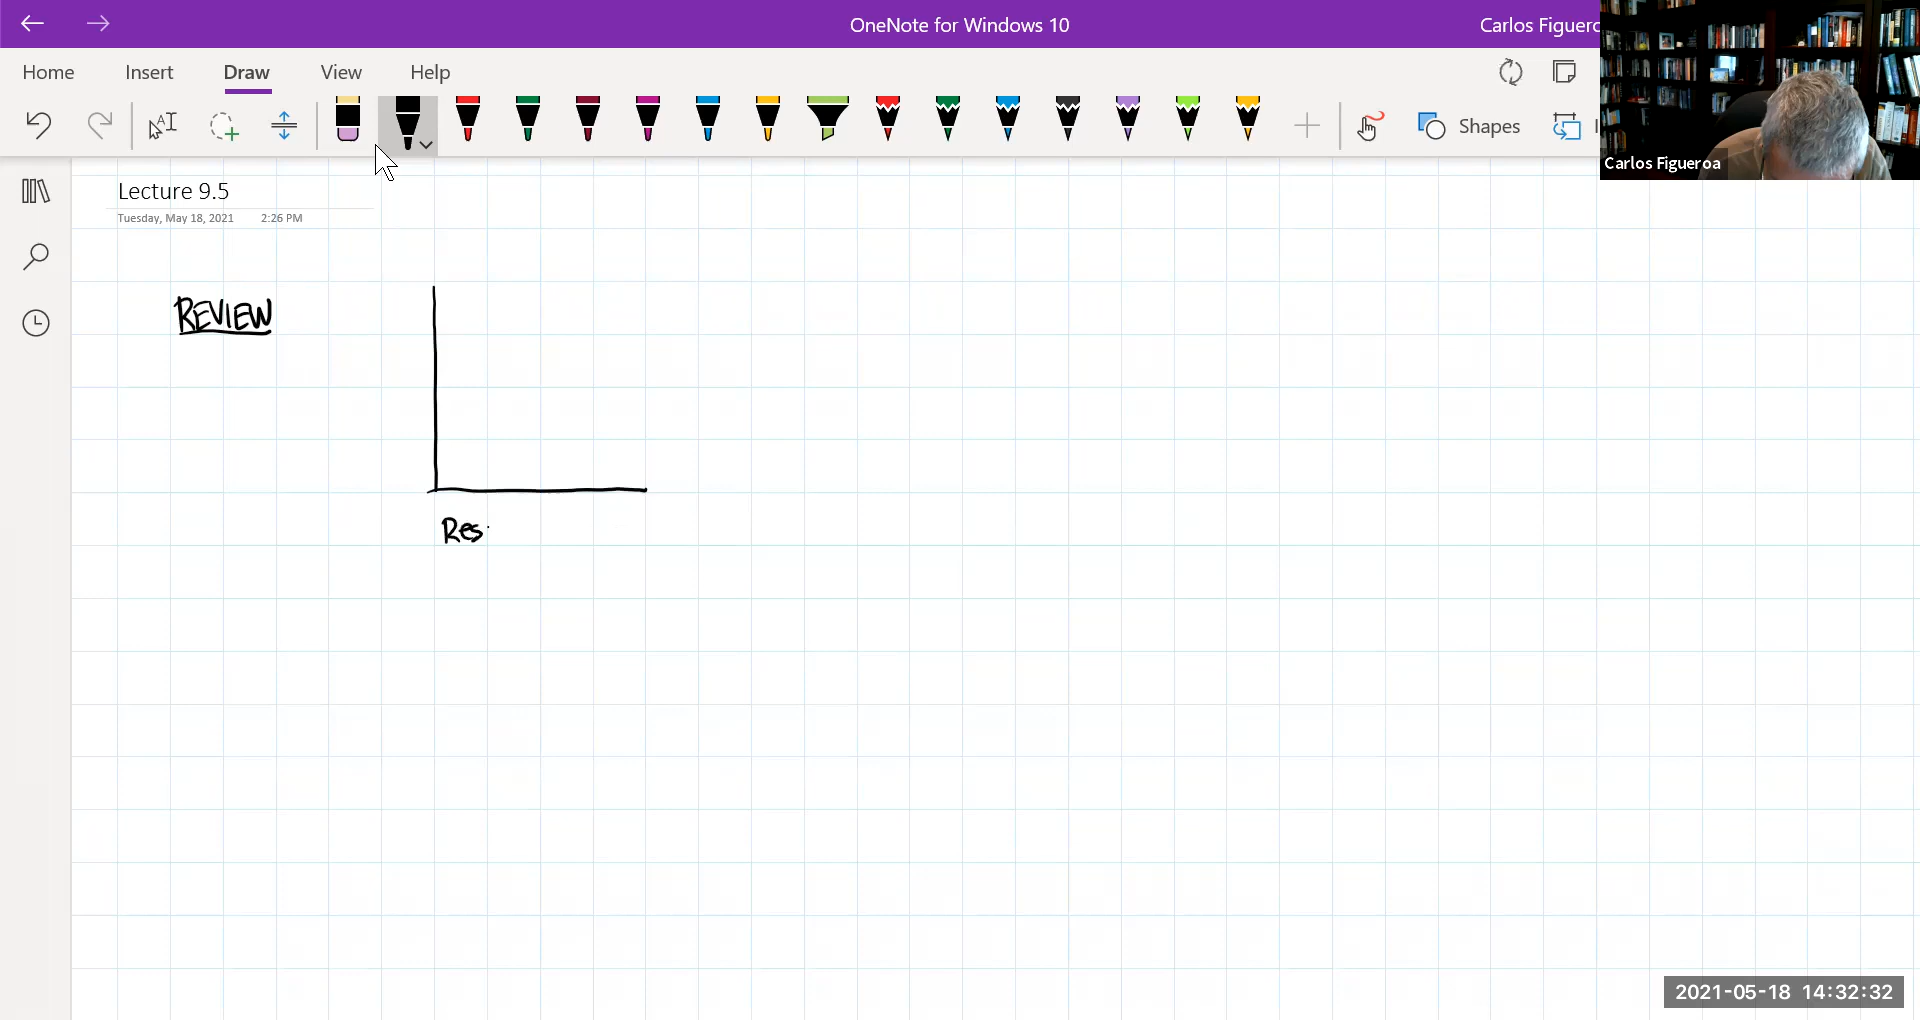 OneNote for Windows 10
Carlos Figuero
Home Insert Draw View Help
Shapes
Carlos Figueroa
Lecture 9.5
Tuesday, May 18, 2021 2:26 PM
REVIEW
Res
2021-05-18 14:32:32